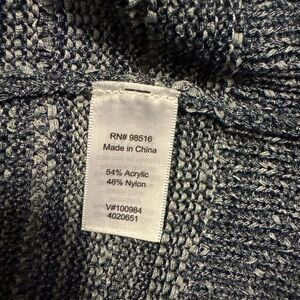 RN# 98516
Made in China
54% Acrylic
46% Nylon
V#100984
4020651